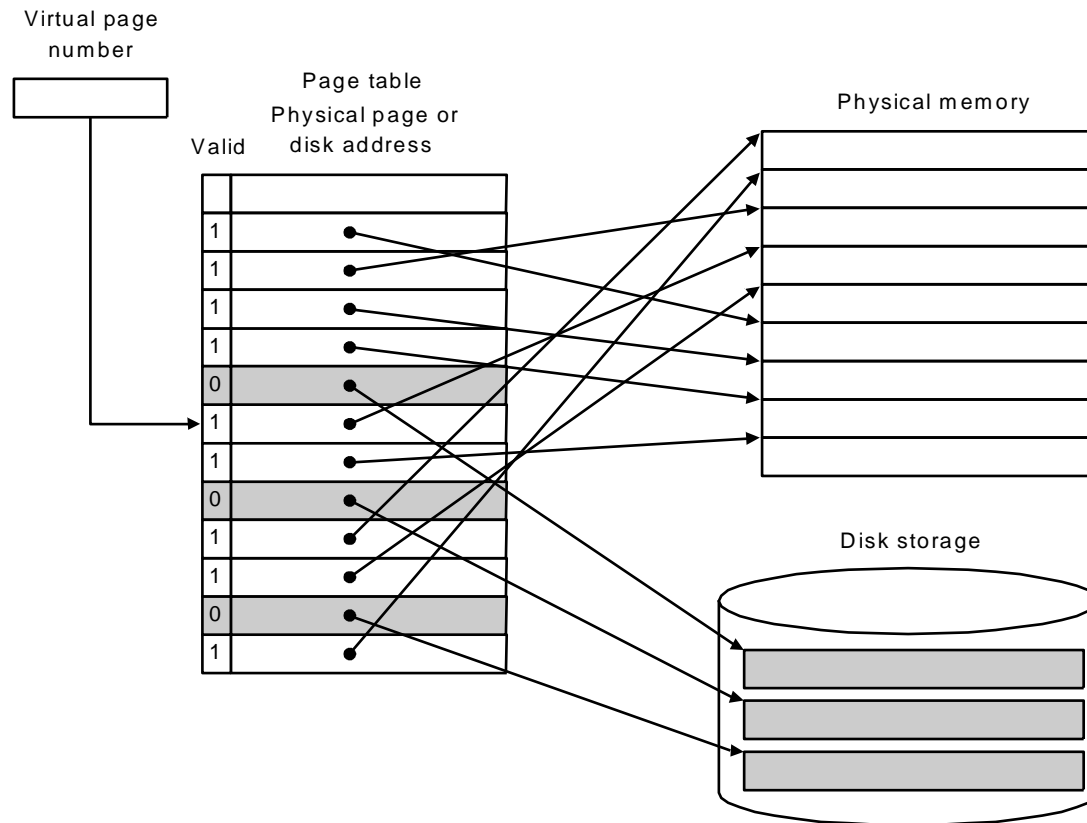 Virtual page
number
Page table
Physical page or
disk address
Valid
Physical memory
1
1
1
1
0
1
1
0
1
1
0
1
Disk storage